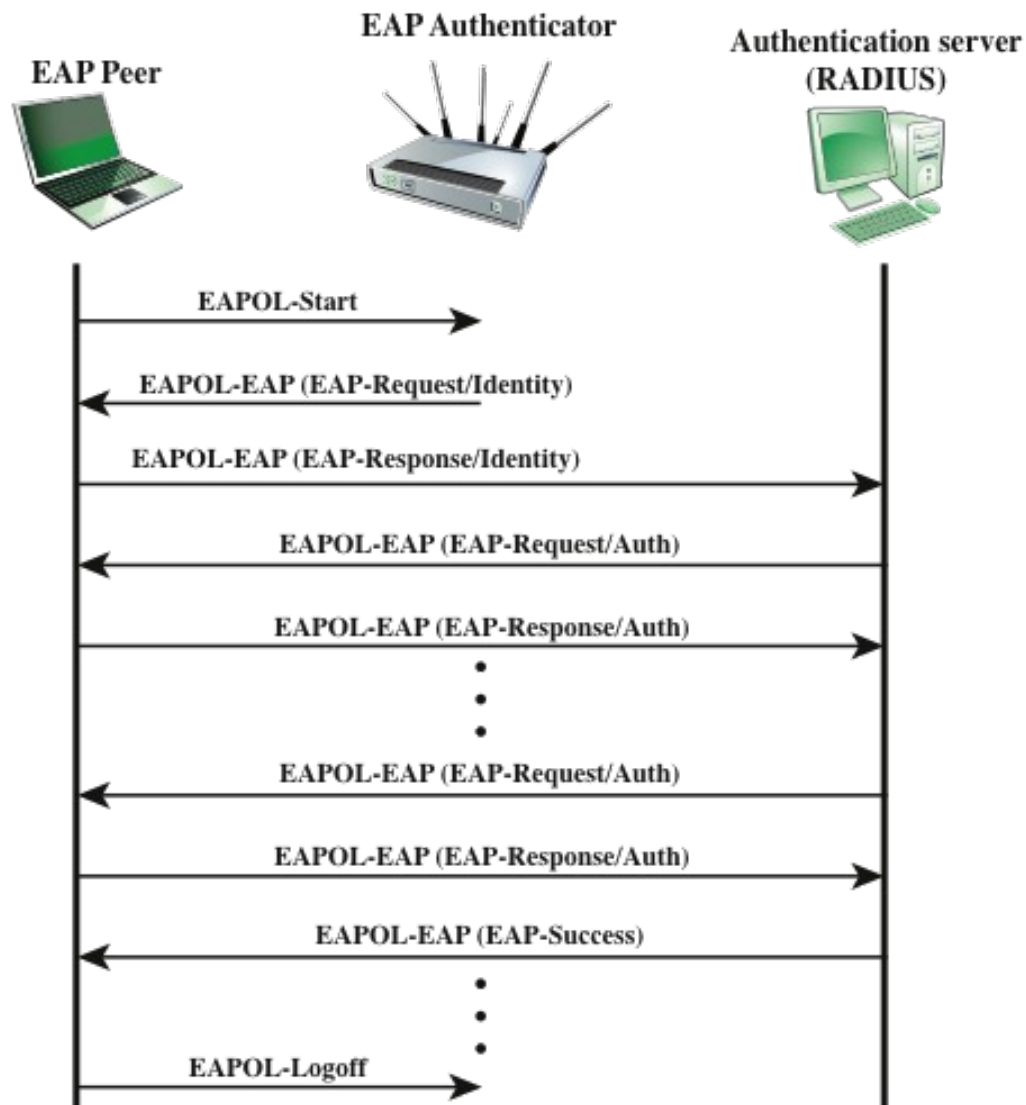 EAP Peer
EAP Authenticator
Authentication server
(RADIUS)
EAPOL-Start
EAPOL-EAP (EAP-Request/Identity)
EAPOL-EAP (EAP-Response/Identity)
EAPOL-EAP (EAP-Request/Auth)
EAPOL-EAP (EAP-Response/Auth)
EAPOL-EAP (EAP-Request/Auth)
EAPOL-EAP (EAP-Response/Auth)
EAPOL-EAP (EAP-Success)
EAPOL-Logoff